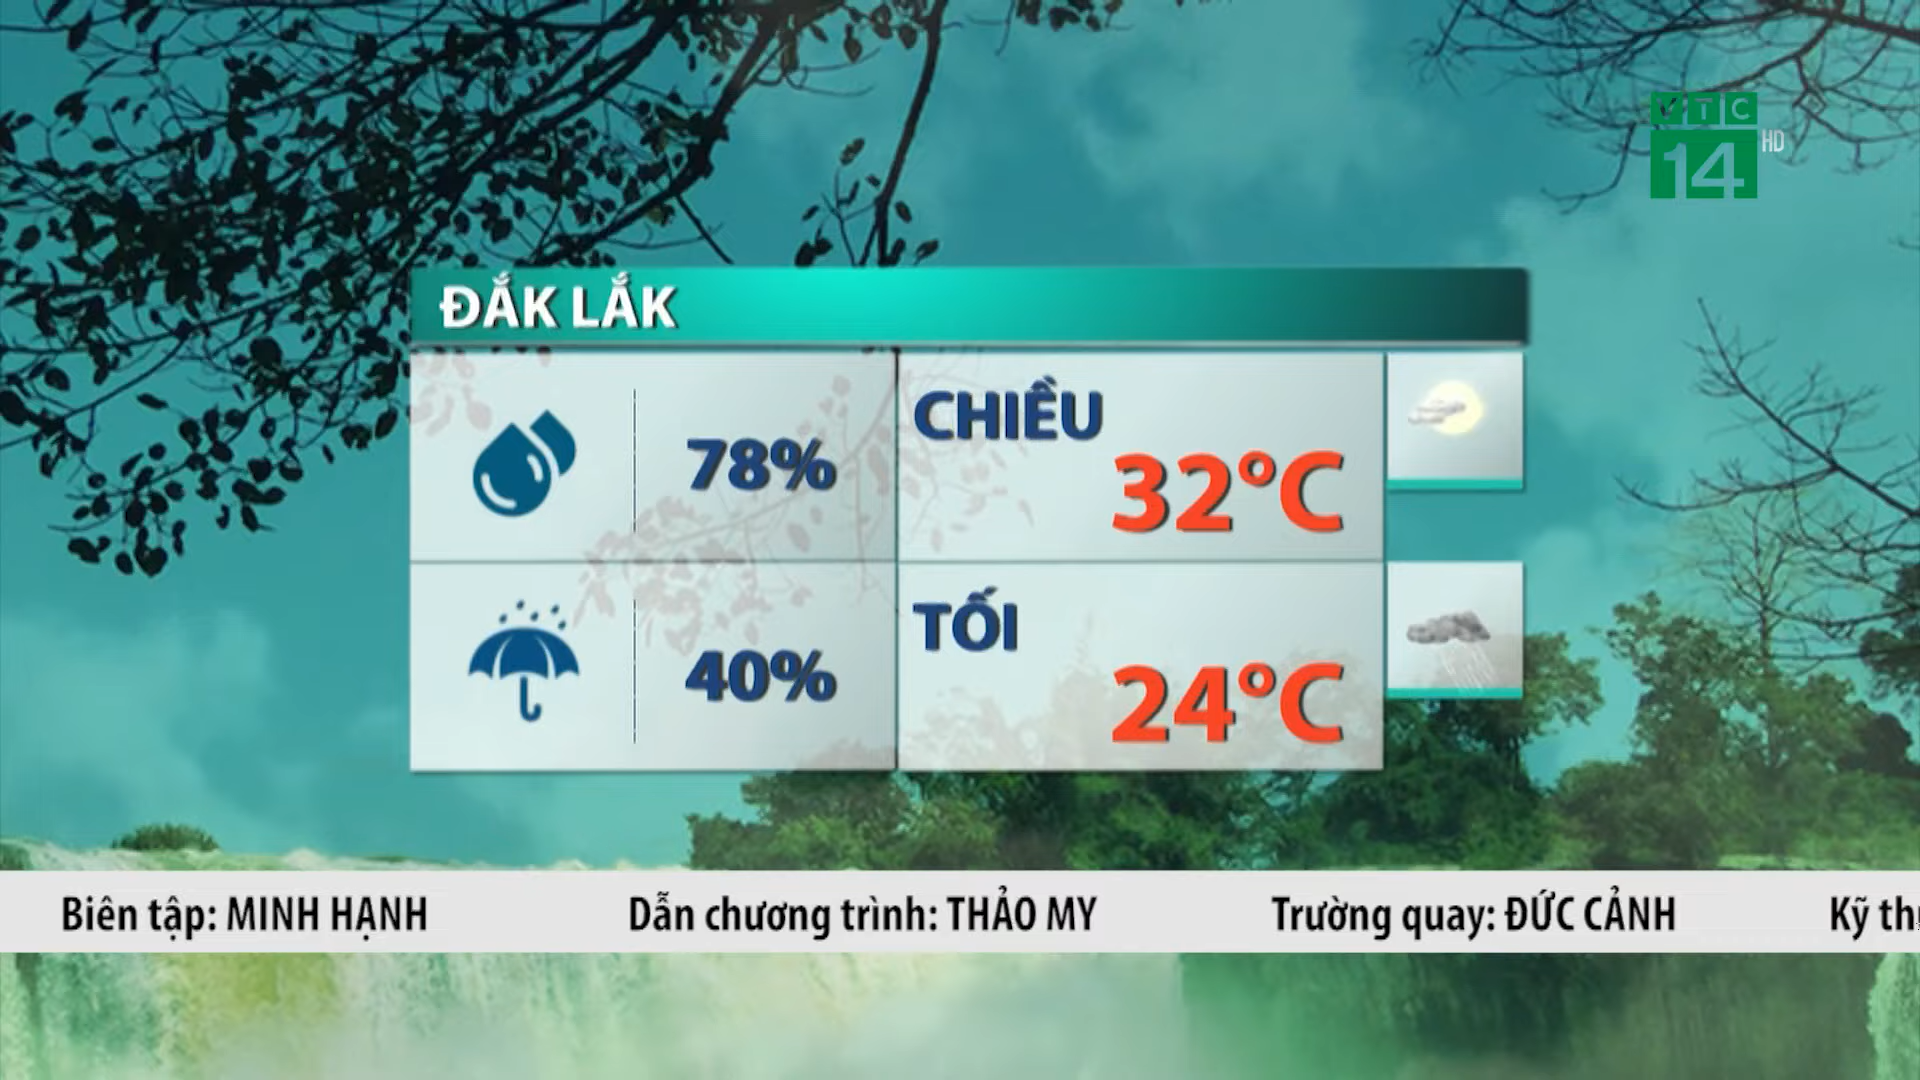 VTC
14 HD
ĐẮK LẮK
78%
CHIỀU
32°C
40%
TỐI
24°C
Biên tập: MINH HẠNH
Dẫn chương trình: THẢO MY
Trường quay: ĐỨC CẢNH
Kỹ